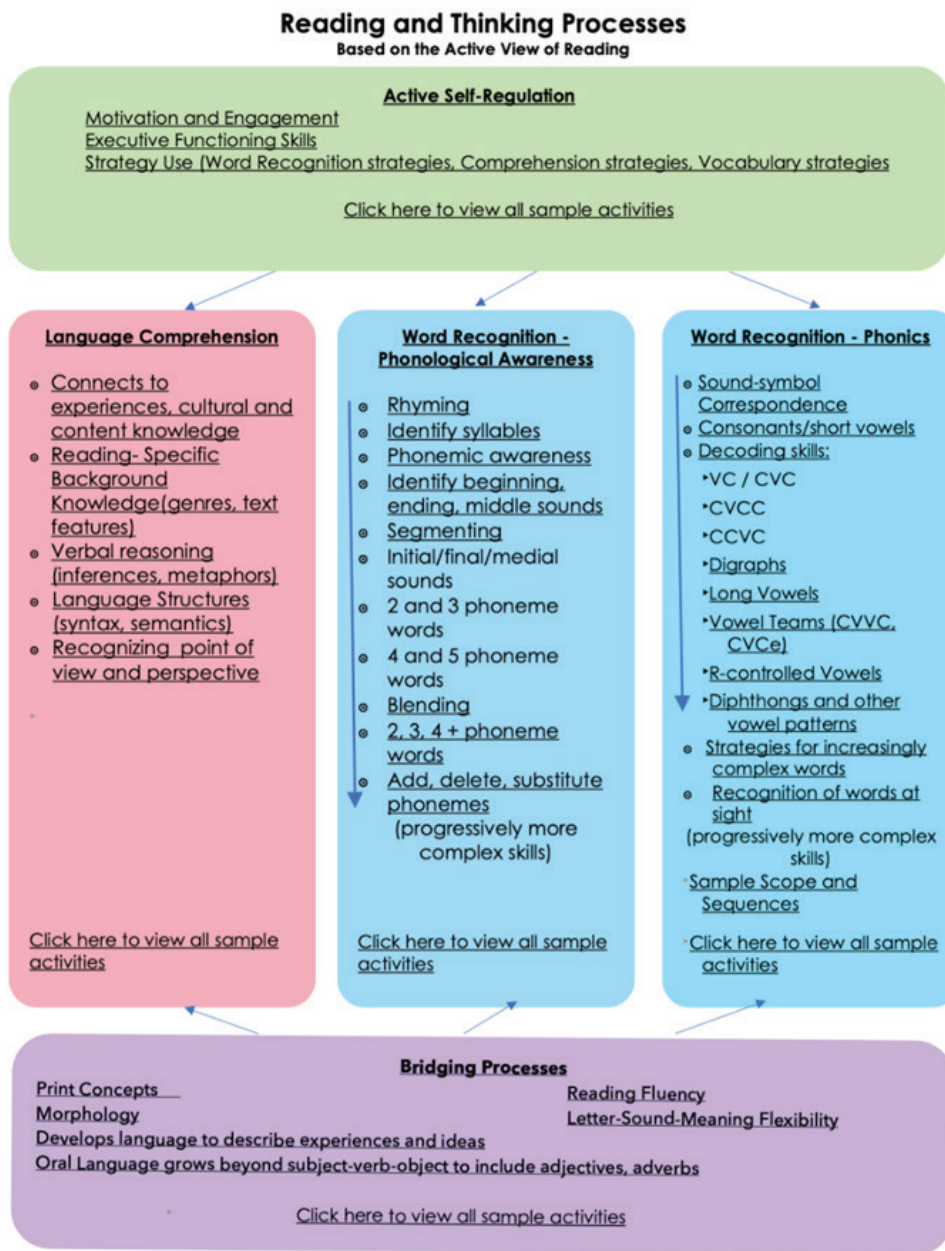 Reading and Thinking Processes
Based on the Active View of Reading
Active Self-Regulation
Motivation and Engagement
Executive Functioning Skills
Strategy Use (Word Recognition strategies, Comprehension strategies, Vocabulary strategies
Click here to view all sample activities
Language Comprehension
Connects to
experiences, cultural and
content knowledge
Reading- Specific
Background
Knowledge(genres, text
features)
Verbal reasoning
(inferences, metaphors)
Language Structures
(syntax, semantics)
Recognizing point of
view and perspective
Click here to view all sample
activities
Word Recognition -
Phonological Awareness
Rhyming
Identify syllables
Phonemic awareness
Identify beginning,
ending, middle sounds
Segmenting
Initial/final/medial
sounds
2 and 3 phoneme
words
4 and 5 phoneme
words
Blending
2, 3, 4 + phoneme
words
Add, delete, substitute
phonemes
(progressively more
complex skills)
Click here to view all sample
activities
Word Recognition - Phonics
Sound-symbol
Correspondence
Consonants/short vowels
Decoding skills:
VC / CVC
CVCC
CCVC
Digraphs
Long Vowels
Vowel Teams (CVVC,
CVCe)
R-controlled Vowels
Diphthongs and other
vowel patterns
Strategies for increasingly
complex words
Recognition of words at
sight
(progressively more complex
skills)
Sample Scope and
Sequences
Click here to view all sample
activities
Bridging Processes
Print Concepts
Morphology
Reading Fluency
Letter-Sound-Meaning Flexibility
Develops language to describe experiences and ideas
Oral Language grows beyond subject-verb-object to include adjectives, adverbs
Click here to view all sample activities